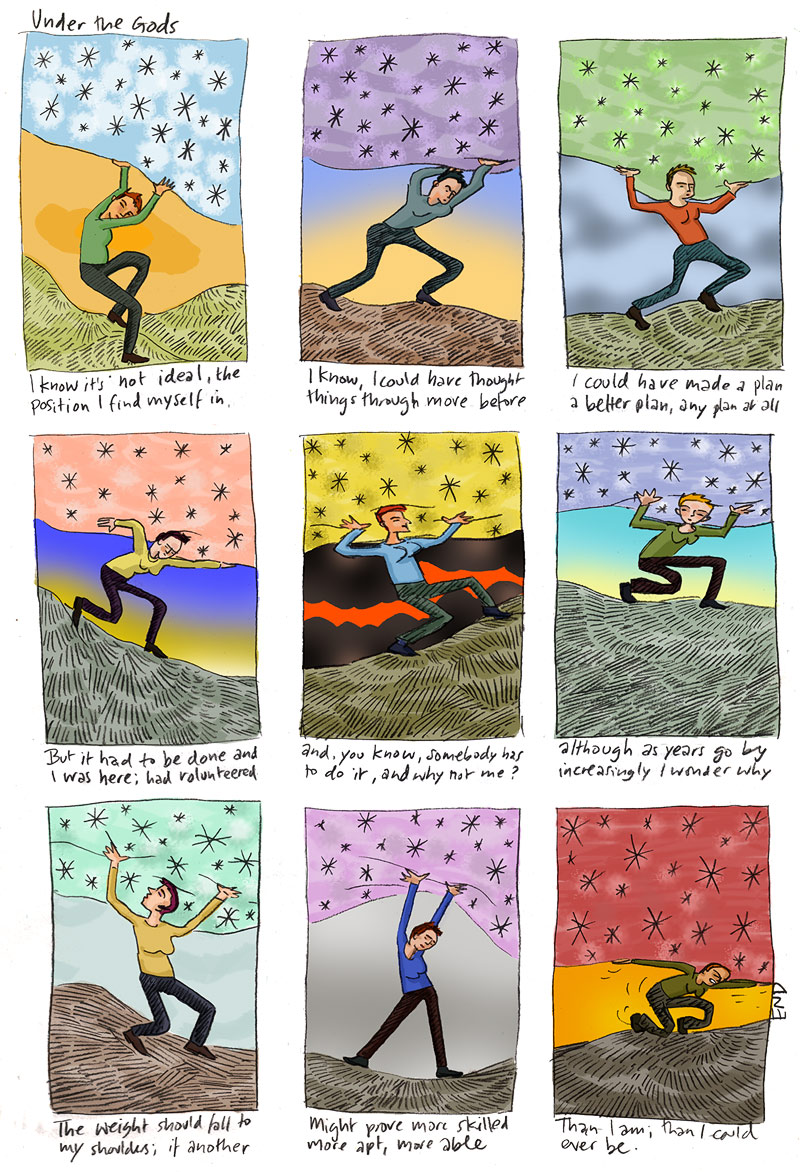 Under the Gods
I know it's not ideal, the
position I find myself in.
I know, I could have thought
things through more before
I could have made a plan
a better plan, any plan at all
But it had to be done and
I was here; had volunteered
and, you know, somebody has
to do it, and why not me?
although as years go by
increasingly I wonder why
The weight should fall to
my shoulders; if another
Might prove more skilled
more apt, more able
Than I am; than I could
ever be.